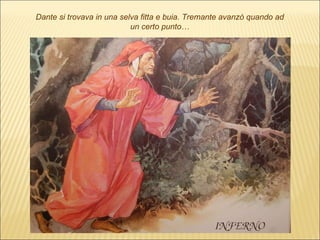 Dante si trovava in una selva fitta e buia. Tremante avanzò quando ad
un certo punto…
INFERNO